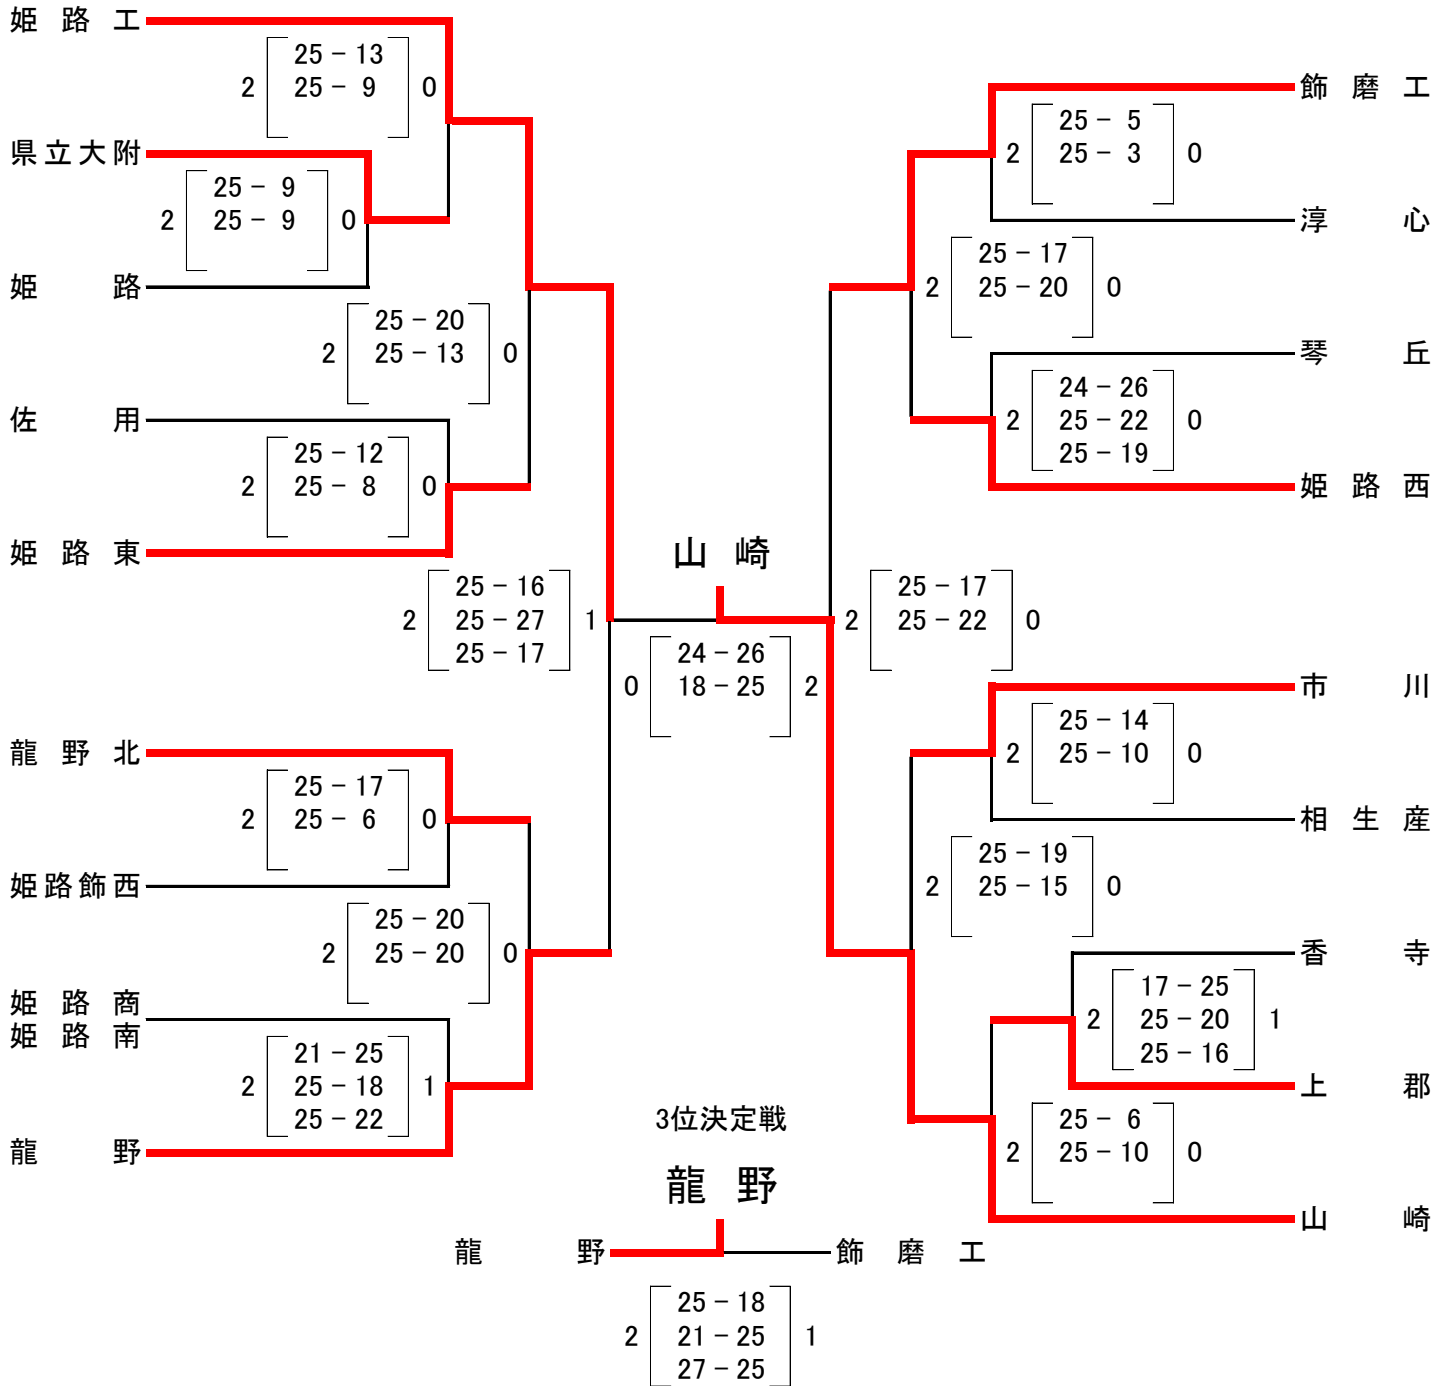 姫路工
25－13
2 25－9 0
県立大附
25－9
2 25－9 0
姫路
25－20
2 25－13 0
佐用
25－12
2 25－8 0
姫路東
25－16
2 25－27 1
25－17
龍野北
25－17
2 25－6 0
姫路飾西
25－20
2 25－20 0
姫路商
姫路南
21－25
2 25－18 1
25－22
龍野
山崎
24－26
0 18－25 2
飾磨工
25－5
2 25－3 0
淳心
25－17
2 25－20 0
琴丘
24－26
2 25－22 0
25－19
姫路西
25－17
2 25－22 0
市川
25－14
2 25－10 0
相生産
25－19
2 25－15 0
香寺
17－25
2 25－20 1
25－16
上郡
25－6
2 25－10 0
山崎
3位決定戦
龍野
龍野 飾磨工
25－18
2 21－25 1
27－25